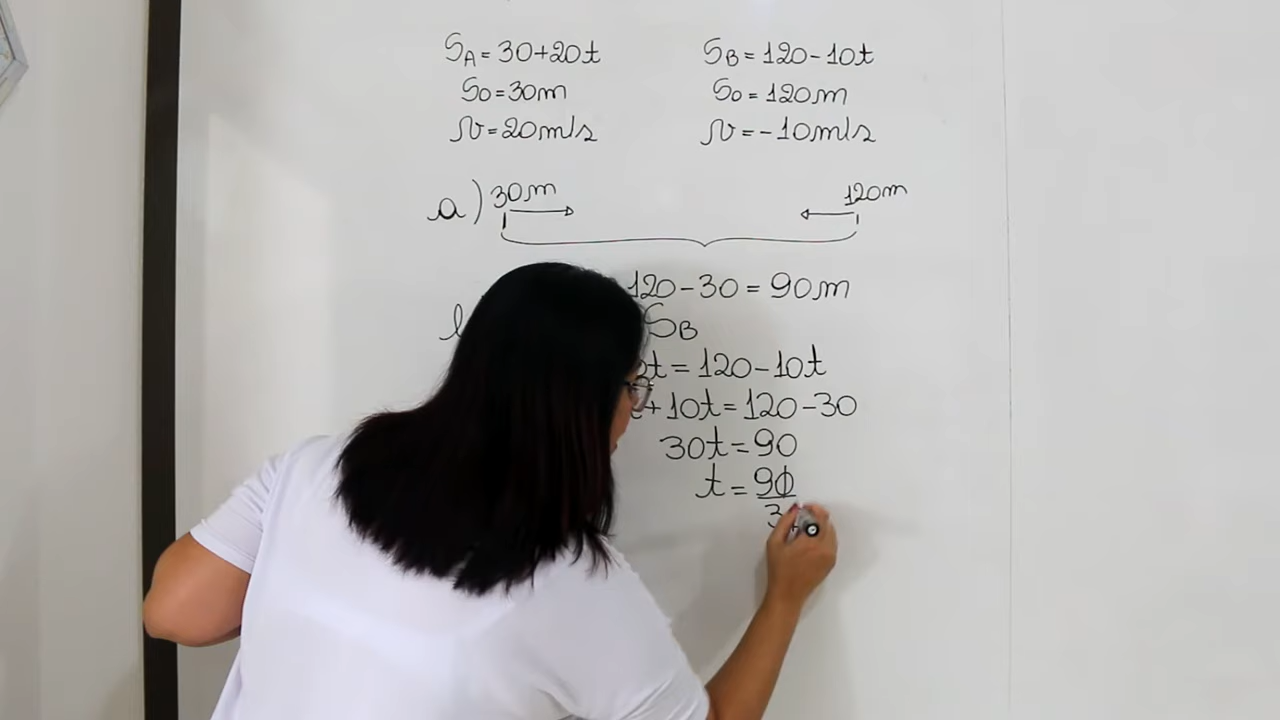 SA = 30+20t
S0 = 30m
v = 20m/s
SB = 120-10t
S0 = 120m
v = -10m/s
a) 30m 120m
120-30 = 90m
SB
t = 120-10t
+10t = 120-30
30t = 90
t = 90
3